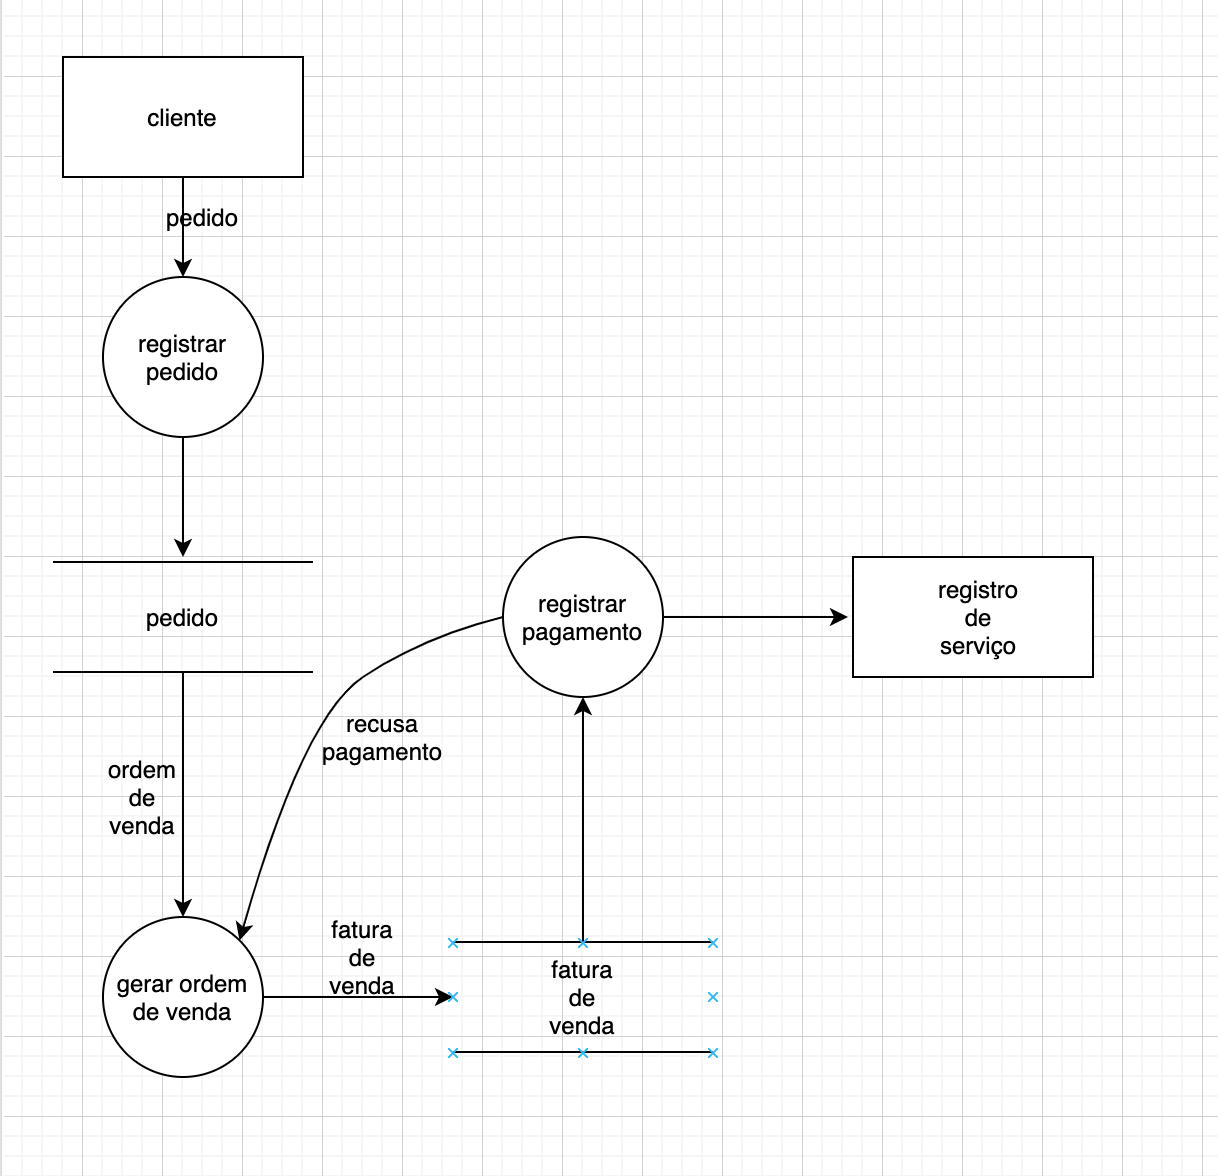 cliente
pedido
registrar
pedido
pedido
ordem
de
venda
gerar ordem
de venda
recusa
pagamento
fatura
de
venda
fatura
de
venda
registrar
pagamento
registro
de
serviço